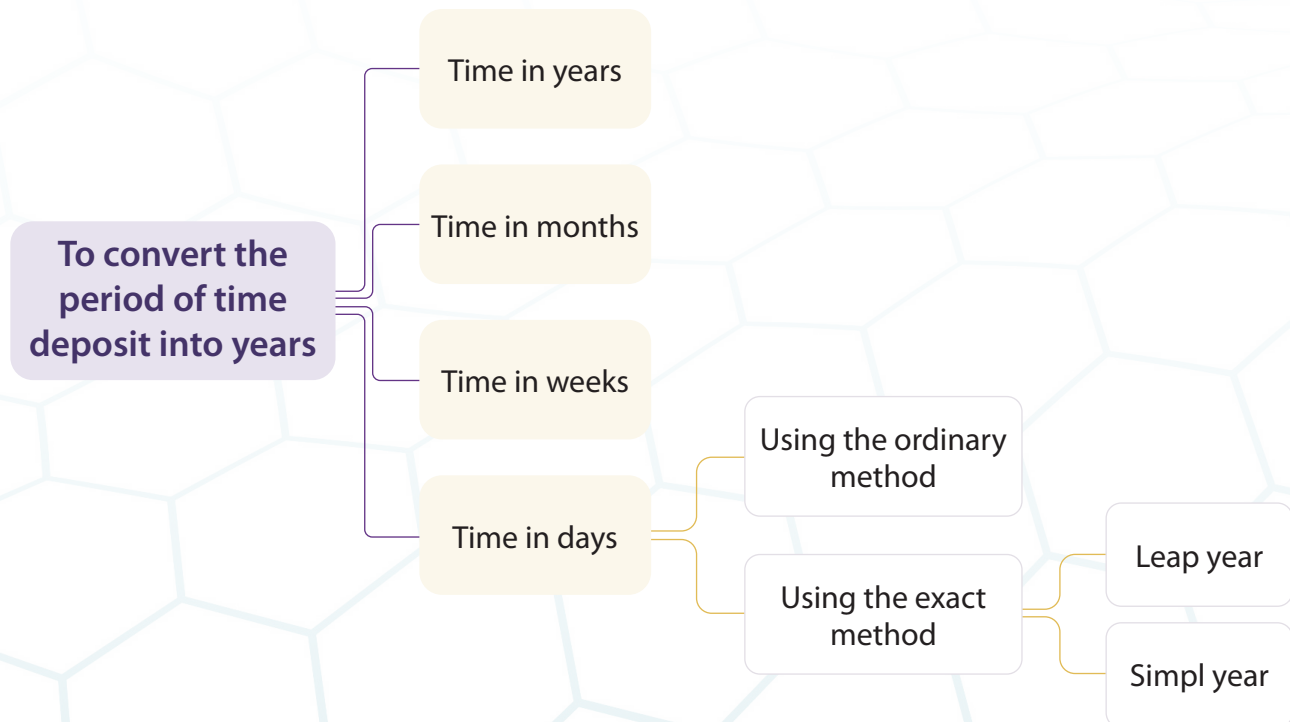 Time in years
Time in months
To convert the
period of time
deposit into years
Time in weeks
Time in days
Using the ordinary
method
Using the exact
method
Leap year
Simpl year